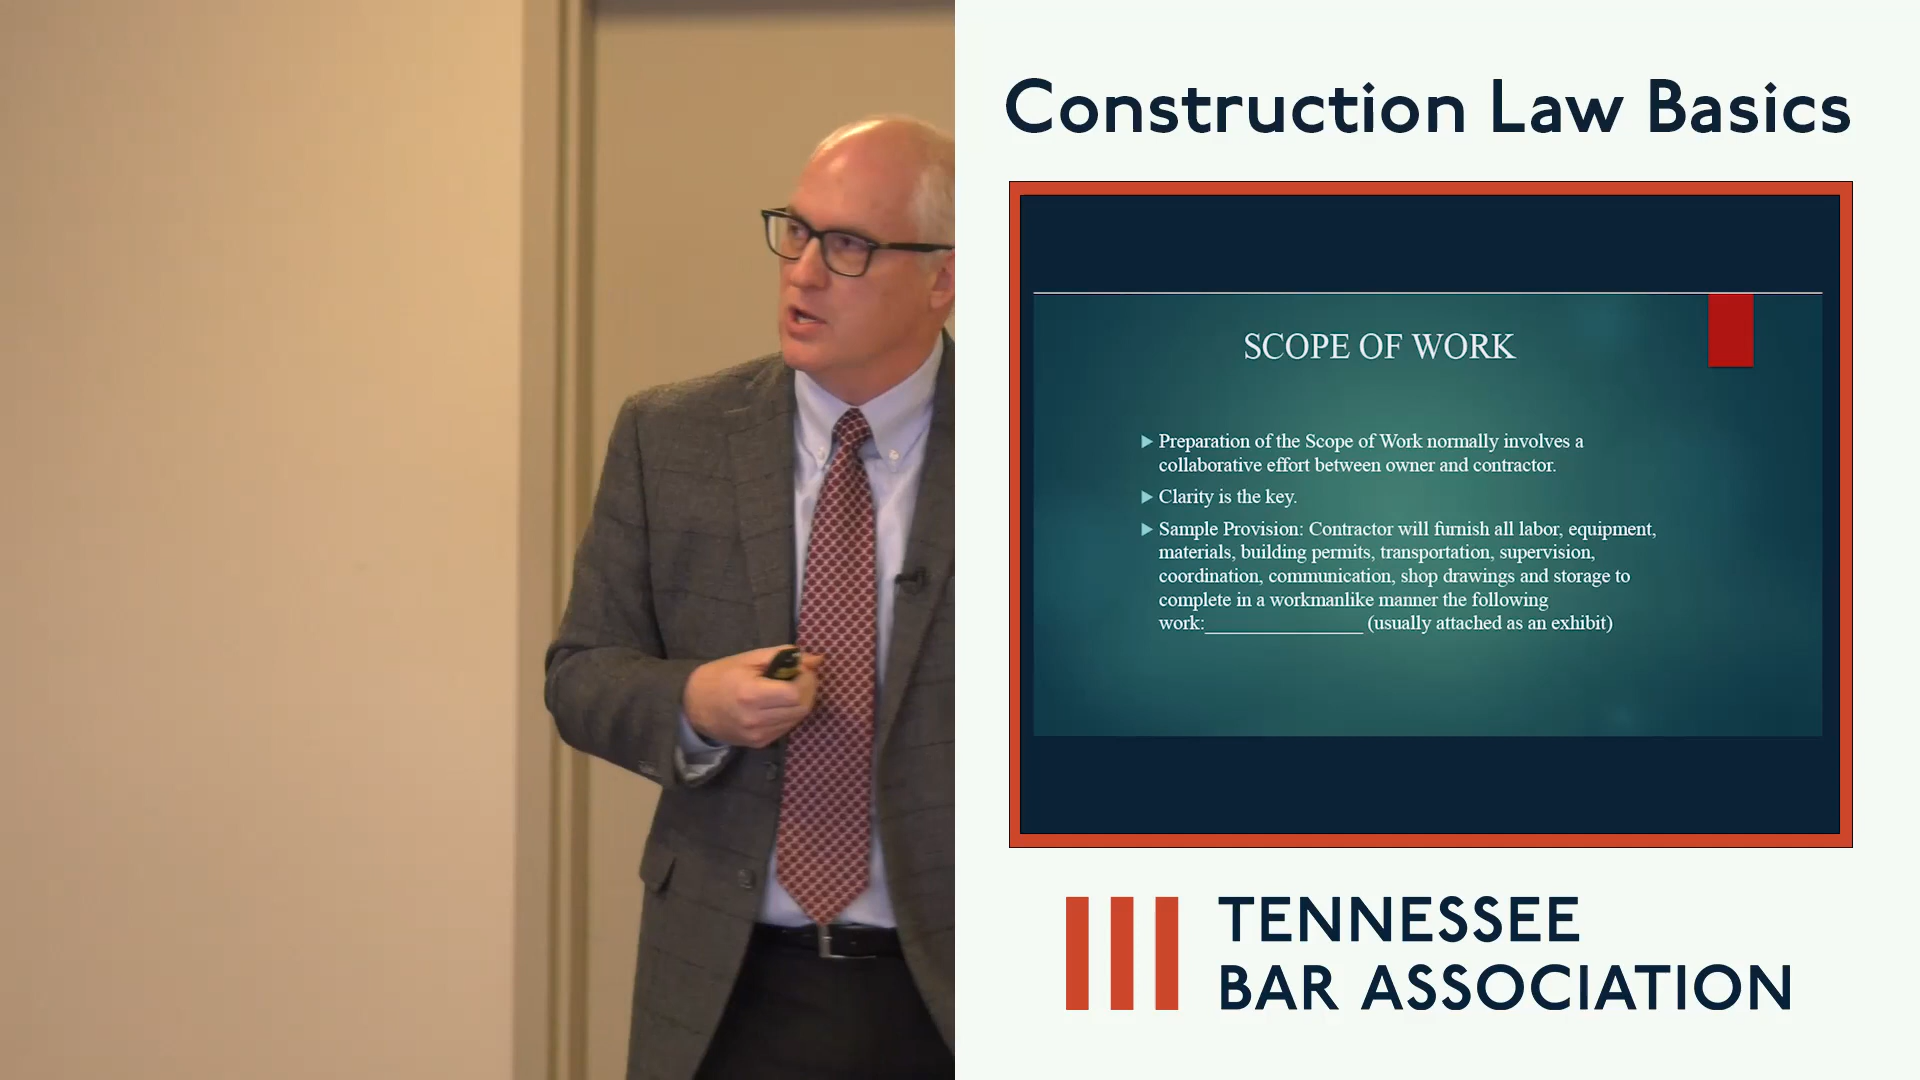 Construction Law Basics
SCOPE OF WORK
Preparation of the Scope of Work normally involves a
collaborative effort between owner and contractor.
Clarity is the key.
Sample Provision: Contractor will furnish all labor, equipment,
materials, building permits, transportation, supervision,
coordination, communication, shop drawings and storage to
complete in a workmanlike manner the following
work:________________ (usually attached as an exhibit)
TENNESSEE
BAR ASSOCIATION